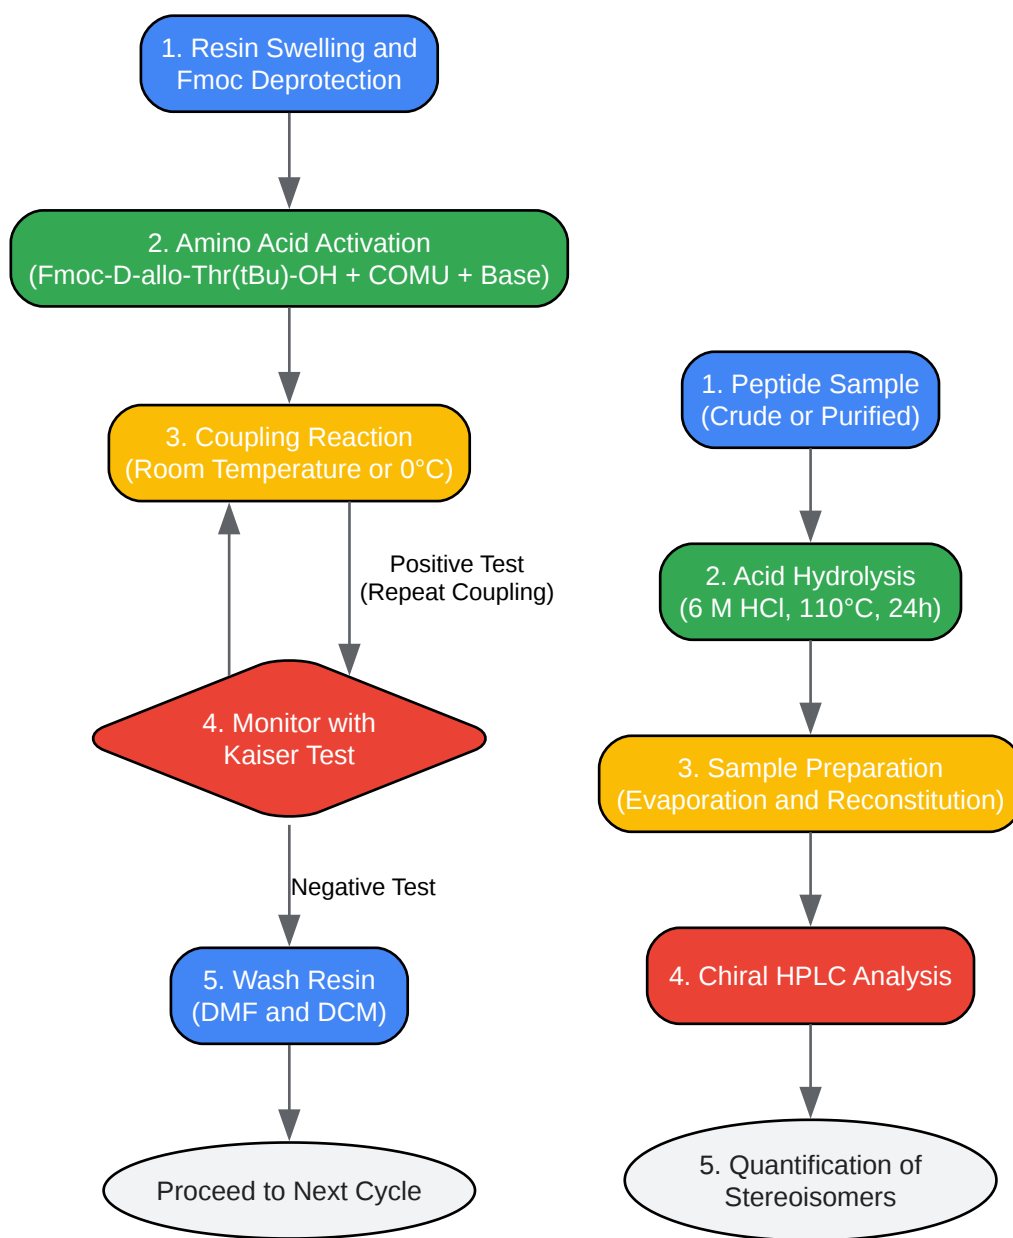 1. Resin Swelling and
Fmoc Deprotection
2. Amino Acid Activation
(Fmoc-D-allo-Thr(tBu)-OH + COMU + Base)
3. Coupling Reaction
(Room Temperature or 0°C)
Positive Test
(Repeat Coupling)
4. Monitor with
Kaiser Test
Negative Test
5. Wash Resin
(DMF and DCM)
Proceed to Next Cycle
1. Peptide Sample
(Crude or Purified)
2. Acid Hydrolysis
(6 M HCl, 110°C, 24h)
3. Sample Preparation
(Evaporation and Reconstitution)
4. Chiral HPLC Analysis
5. Quantification of
Stereoisomers